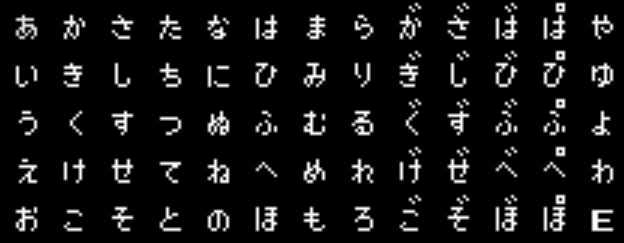 あ か さ た な は ま ら が ざ ば ぱ や
い き し ち に ひ み り ぎ じ び ぴ ゆ
う く す つ ぬ ふ む る ぐ ず ぶ ぷ よ
え け せ て ね へ め れ げ ぜ べ ぺ わ
お こ そ と の ほ も ろ ご ぞ ぼ ぽ E